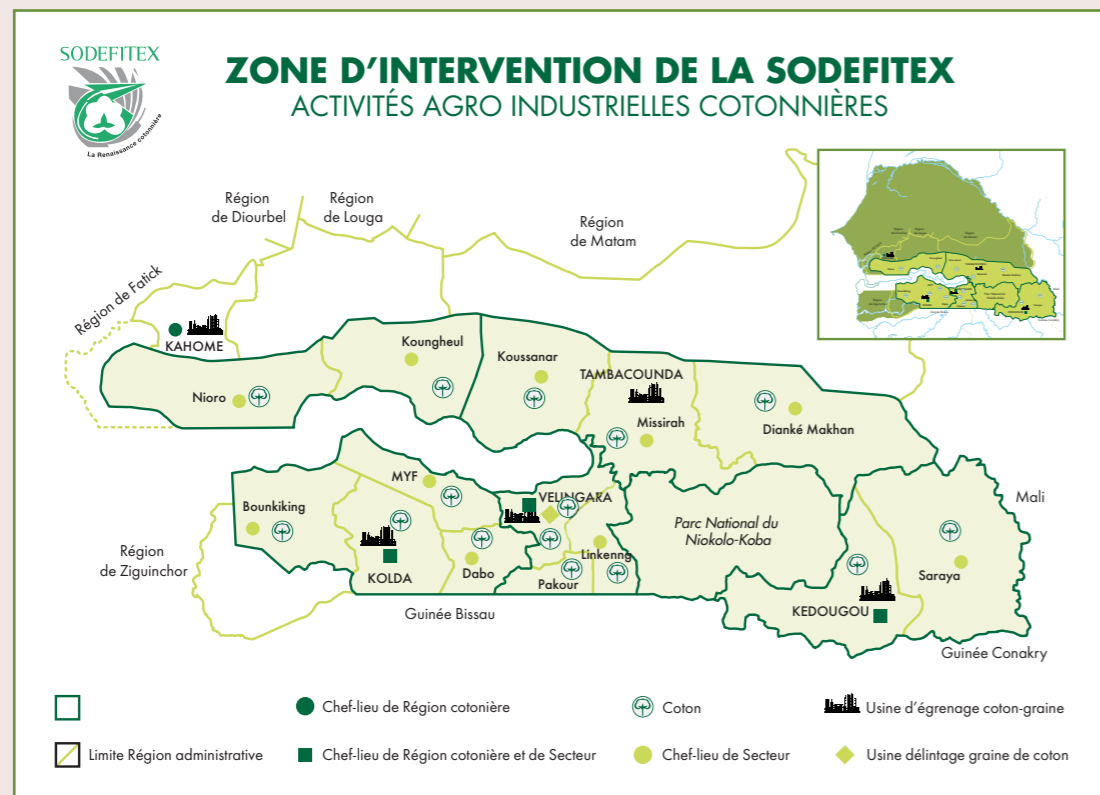 SODEFITEX
La Renaissance cotonnière
ZONE D'INTERVENTION DE LA SODEFITEX
ACTIVITÉS AGRO INDUSTRIELLES COTONNIÈRES
Région
de Diourbel
Région
de Louga
Région
de Matam
Région de Fatick
KAHOME
Koungheul
Koussanar
TAMBACOUNDA
Nioro
Missirah
Dianké Makhan
MYF
VELINGARA
Bounkiking
Mali
Parc National du
Niokolo-Koba
Région
de Ziguinchor
KOLDA
Dabo
Linkenng
Pakour
Saraya
KEDOUGOU
Guinée Bissau
Guinée Conakry
Chef-lieu de Région cotonière
Coton
Usine d'égrenage coton-graine
Limite Région administrative
Chef-lieu de Région cotonière et de Secteur
Chef-lieu de Secteur
Usine délintage graine de coton